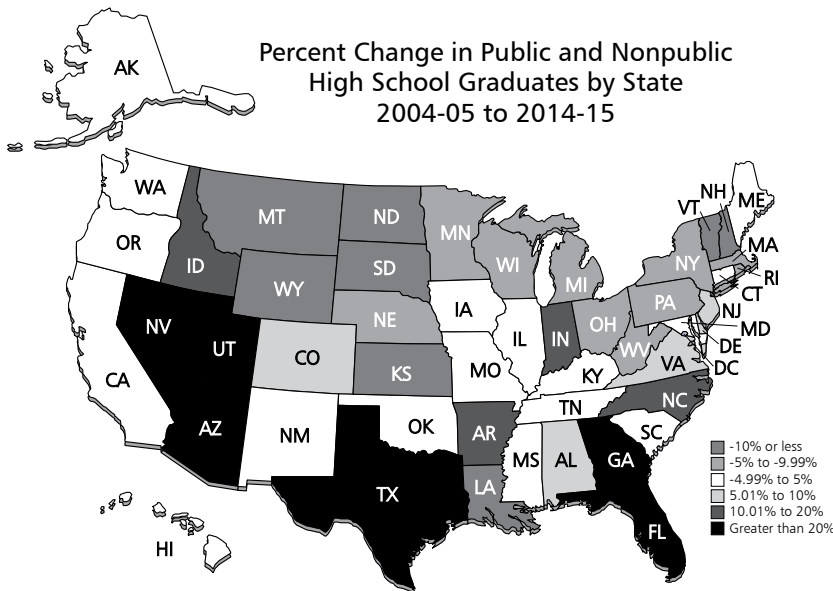 Percent Change in Public and Nonpublic
High School Graduates by State
2004-05 to 2014-15
AK
WA
OR
CA
ID
NV
UT
AZ
MT
WY
CO
NM
ND
SD
NE
KS
OK
TX
MN
IA
MO
AR
LA
WI
IL
MI
IN
OH
KY
TN
MS
AL
GA
FL
SC
NC
VA
WV
PA
NY
VT
NH
ME
MA
RI
CT
NJ
MD
DE
DC
HI
-10% or less
-5% to -9.99%
-4.99% to 5%
5.01% to 10%
10.01% to 20%
Greater than 20%